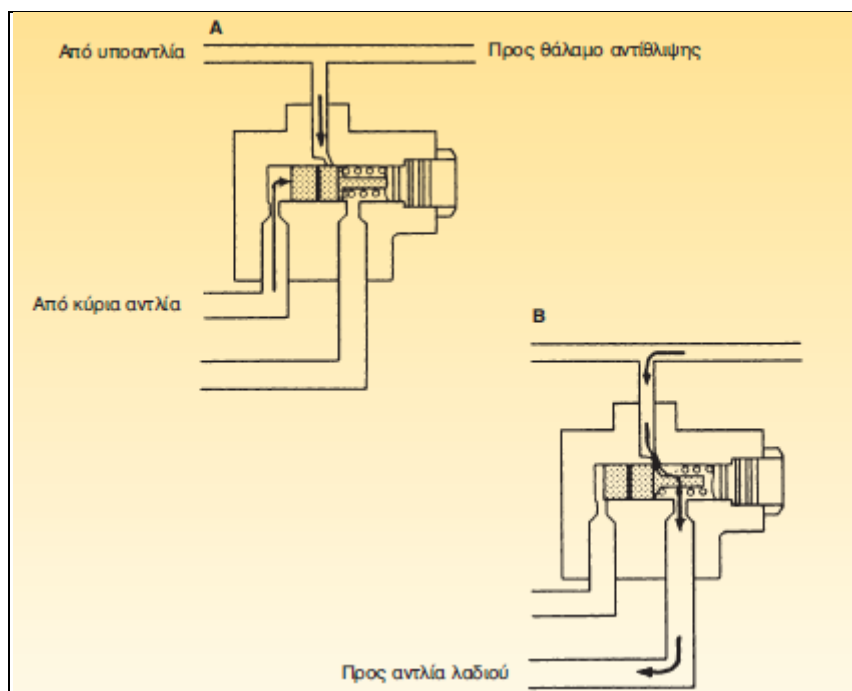 A
Από υποαντλία
Προς θάλαμο αντίθλιψης
Από κύρια αντλία
B
Προς αντλία λαδιού